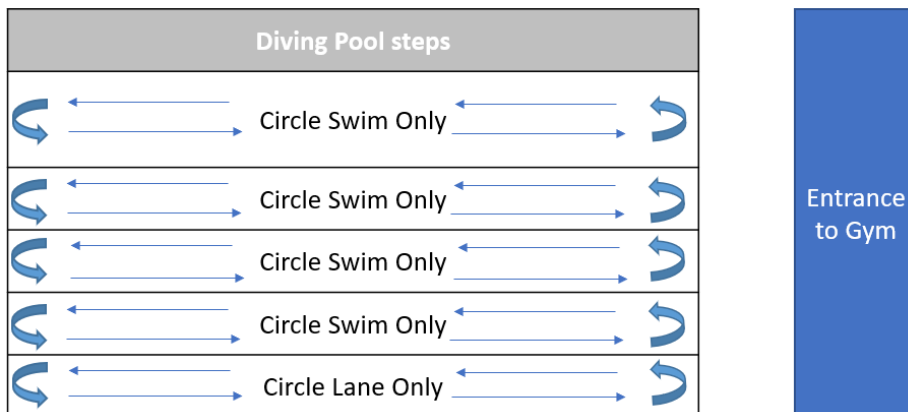 Diving Pool steps
Circle Swim Only
Circle Swim Only
Circle Swim Only
Circle Swim Only
Circle Lane Only
Entrance
to Gym